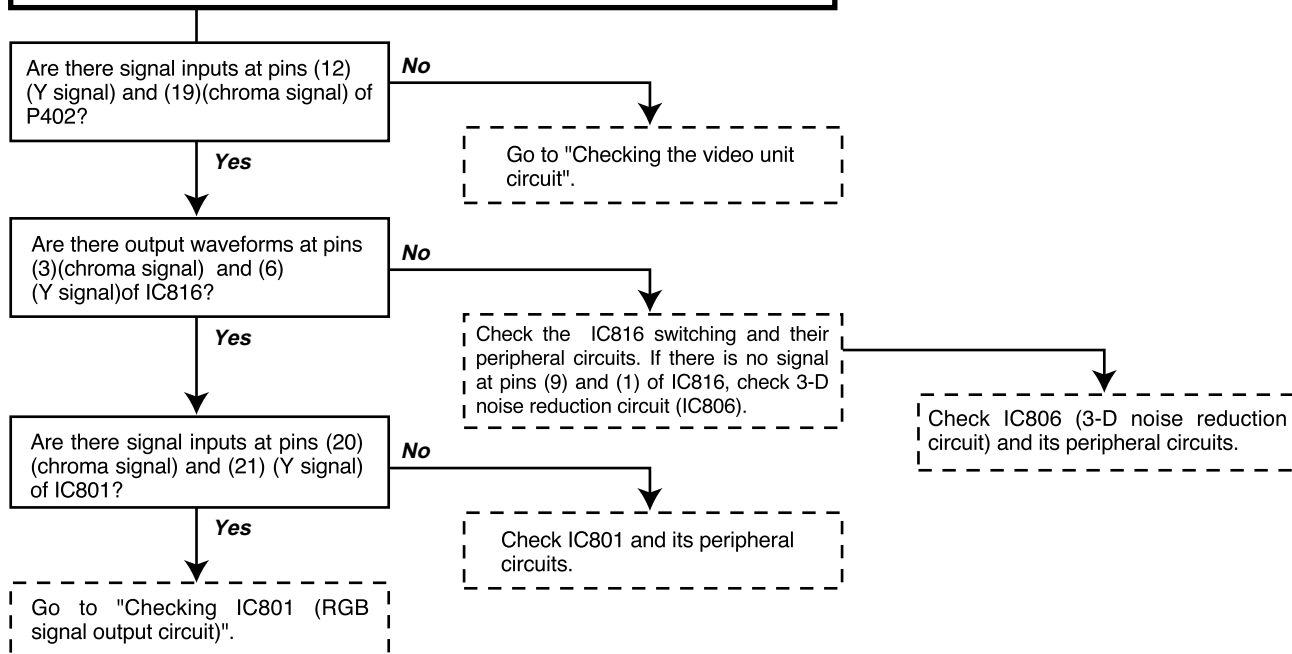 Are there signal inputs at pins (12)
(Y signal) and (19)(chroma signal) of
P402?
No
Go to "Checking the video unit
circuit".
Yes
Are there output waveforms at pins
(3)(chroma signal) and (6)
(Y signal)of IC816?
No
Check the IC816 switching and their
peripheral circuits. If there is no signal
at pins (9) and (1) of IC816, check 3-D
noise reduction circuit (IC806).
Check IC806 (3-D noise reduction
circuit) and its peripheral circuits.
Yes
Are there signal inputs at pins (20)
(chroma signal) and (21) (Y signal)
of IC801?
No
Check IC801 and its peripheral
circuits.
Yes
Go to "Checking IC801 (RGB
signal output circuit)".